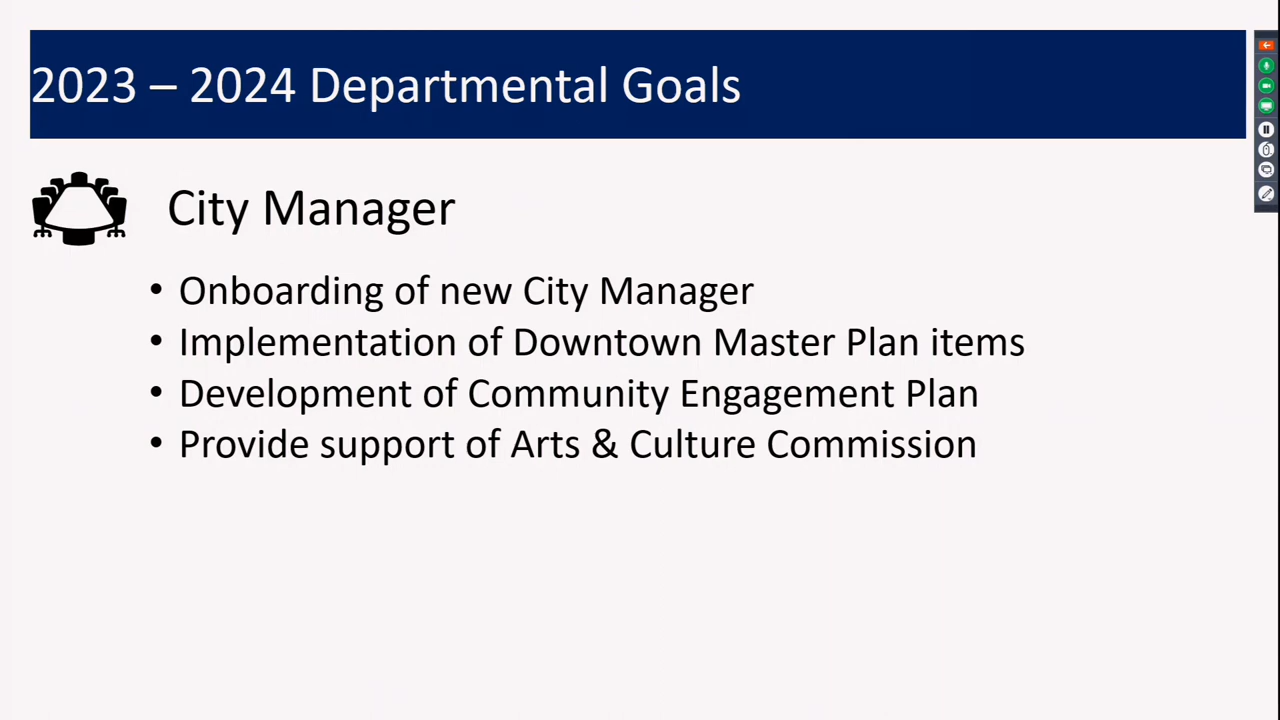 2023 – 2024 Departmental Goals
City Manager
• Onboarding of new City Manager
• Implementation of Downtown Master Plan items
• Development of Community Engagement Plan
• Provide support of Arts & Culture Commission